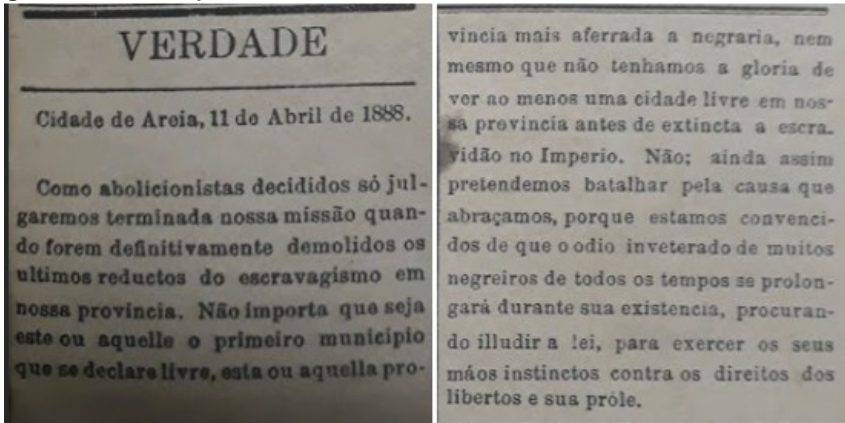 VERDADE
Cidade de Areia, 11 de Abril de 1888.
Como abolicionistas decididos só jul-
garemos terminada nossa missão quan-
do forem definitivamente demolidos os
ultimos reductos do escravagismo em
nossa provincia. Não importa que seja
este ou aquelle o primeiro municipio
que se declare livre, esta ou aquella pro-
vincia mais aferrada a negraria, nem
mesmo que não tenhamos a gloria de
ver ao menos uma cidade livre em nos-
sa provincia antes de extincta a escra-
vidão no Imperio. Não; ainda assim
pretendemos batalhar pela causa que
abraçamos, porque estamos convenci-
dos de que o odio inveterado de muitos
negreiros de todos os tempos se prolon-
gará durante sua existencia, procuran-
do illudir a lei, para exercer os seus
máos instinctos contra os direitos dos
libertos e sua próle.